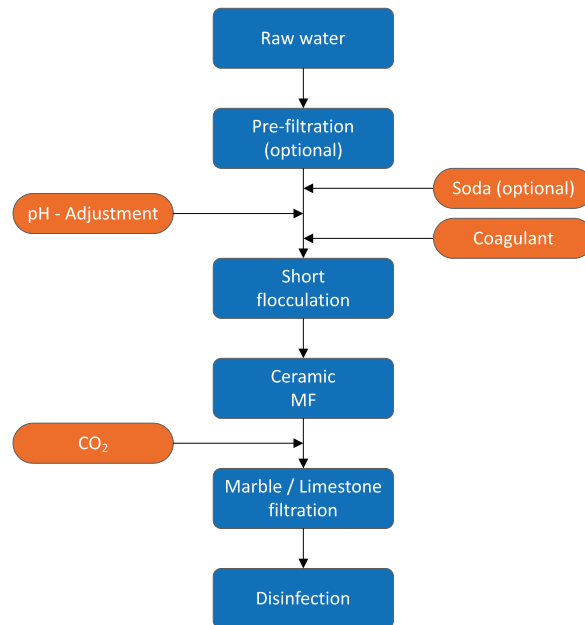 Raw water
Pre-filtration
(optional)
Soda (optional)
pH - Adjustment
Coagulant
Short
flocculation
Ceramic
MF
CO₂
Marble / Limestone
filtration
Disinfection